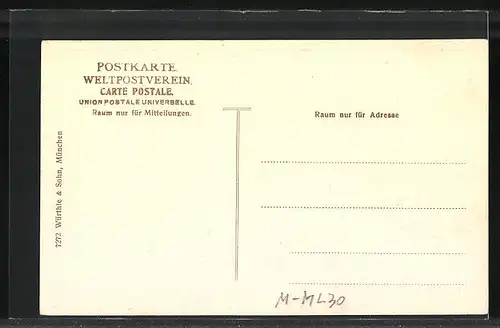 POSTKARTE.
WELTPOSTVEREIN.
CARTE POSTALE.
UNION POSTALE UNIVERSELLE.
Raum nur für Mitteilungen.
Raum nur für Adresse
7272 Würthle & Sohn, München
M-ML30